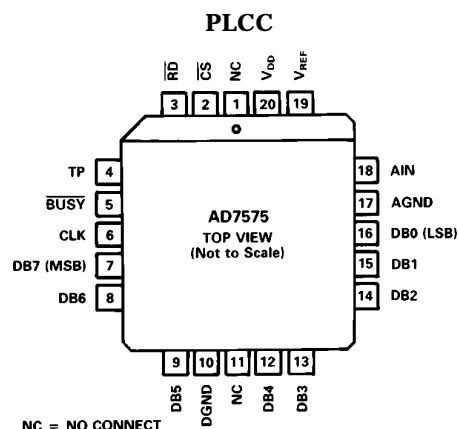 PLCC
RD CS NC VDD VREF
3 2 1 20 19
TP 4
BUSY 5
CLK 6
DB7 (MSB) 7
DB6 8
18 AIN
17 AGND
16 DB0 (LSB)
15 DB1
14 DB2
AD7575
TOP VIEW
(Not to Scale)
9 10 11 12 13
DB5 DGND NC DB4 DB3
NC = NO CONNECT